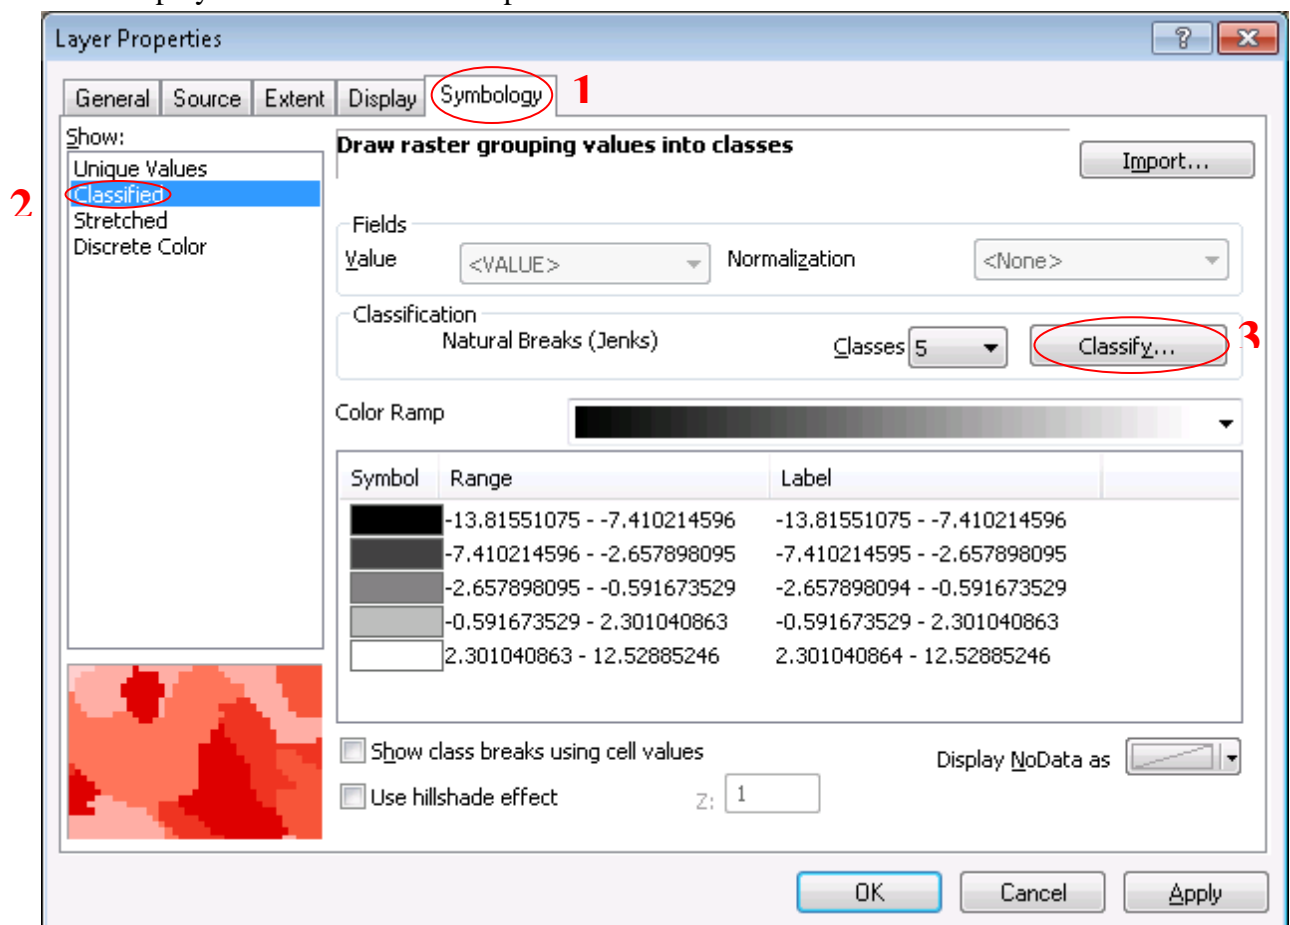 Layer Properties
General Source Extent Display Symbology 1
Show:
Unique Values
2 Classified
Stretched
Discrete Color
Draw raster grouping values into classes
Import...
Fields
Value <VALUE> Normalization <None>
Classification
Natural Breaks (Jenks) Classes 5 Classify... 3
Color Ramp
Symbol Range Label
-13.81551075 - -7.410214596 -13.81551075 - -7.410214596
-7.410214596 - -2.657898095 -7.410214595 - -2.657898095
-2.657898095 - -0.591673529 -2.657898094 - -0.591673529
-0.591673529 - 2.301040863 -0.591673529 - 2.301040863
2.301040863 - 12.52885246 2.301040864 - 12.52885246
Show class breaks using cell values Display NoData as
Use hillshade effect Z: 1
OK Cancel Apply